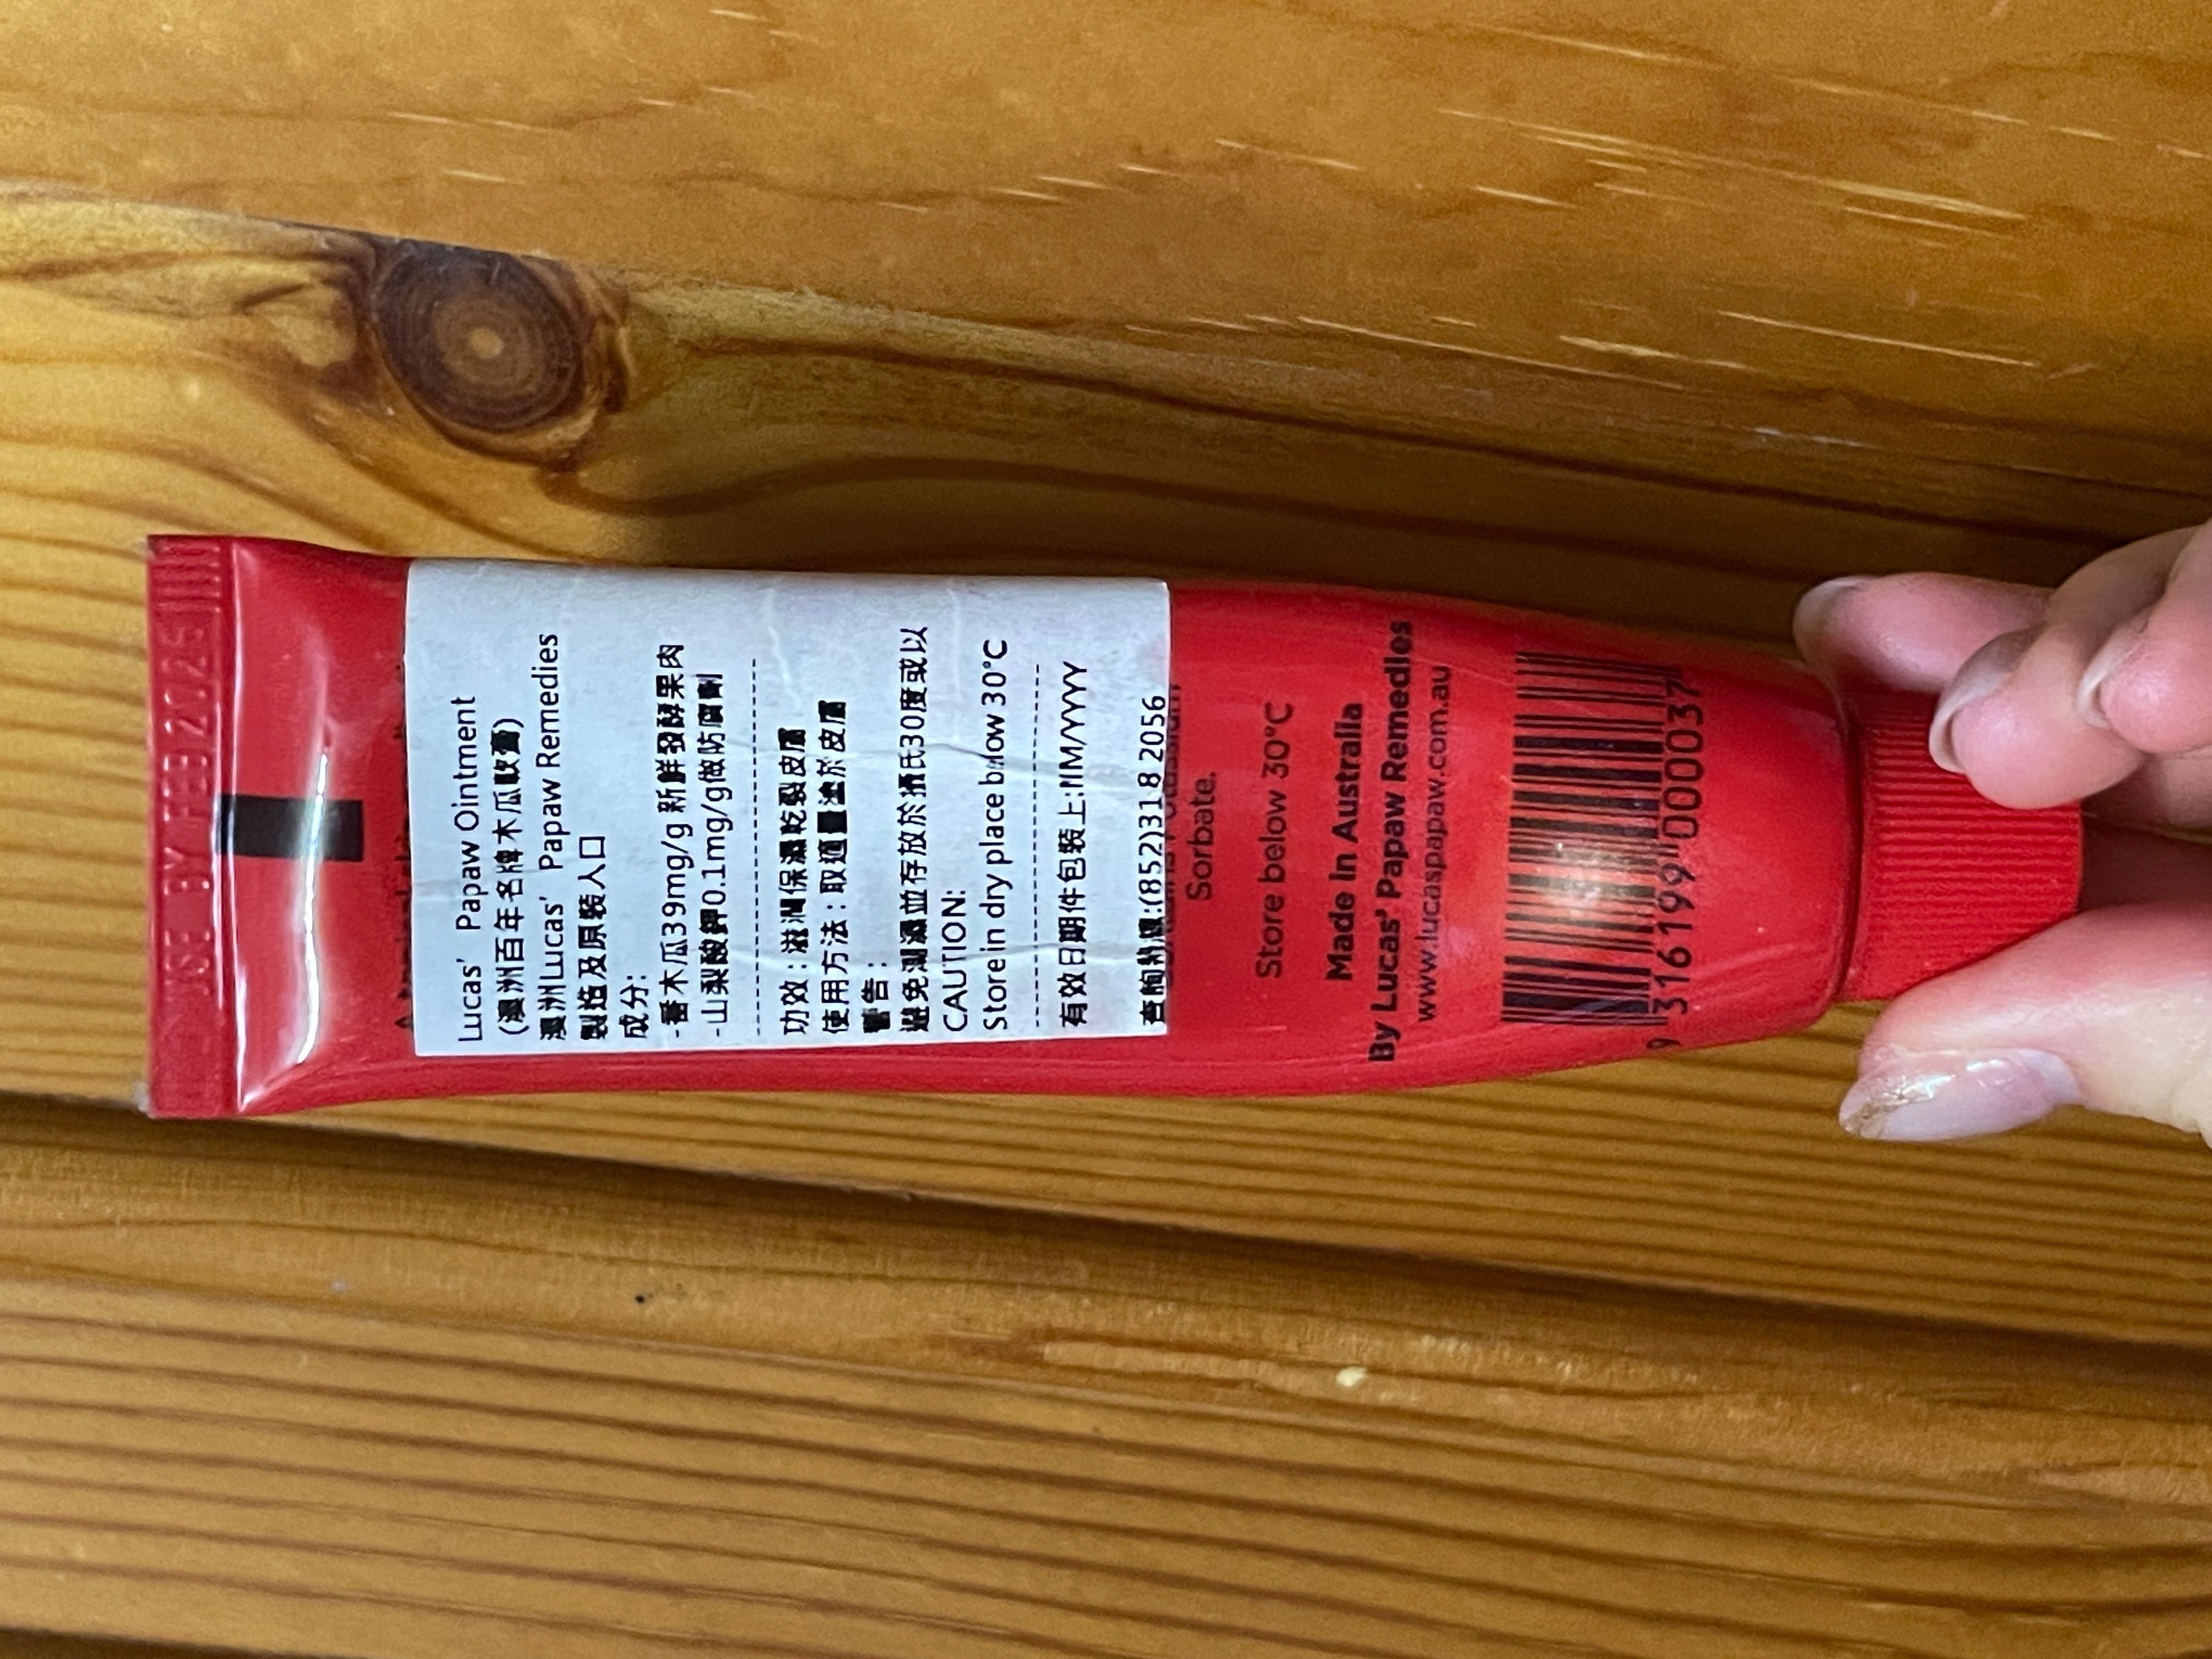 USE BY FEB 2025
Lucas' Papaw Ointment
(澳洲百年名牌木瓜軟膏)
澳洲Lucas' Papaw Remedies
製造及原裝入口
成分:
-番木瓜39mg/g 新鮮發酵果肉
-山梨酸鉀0.1mg/g做防腐劑
功效:滋潤保濕乾裂皮膚
使用方法:取適量塗於皮膚
警告:
避免潮濕並存放於攝氏30度或以
CAUTION:
Store in dry place below 30°C
有效日期件包裝上:MM/YYYY
查詢熱線:(852)318 2056
Sorbate.
Store below 30°C
Made In Australia
By Lucas' Papaw Remedies
www.lucaspapaw.com.au
9 316199 000037